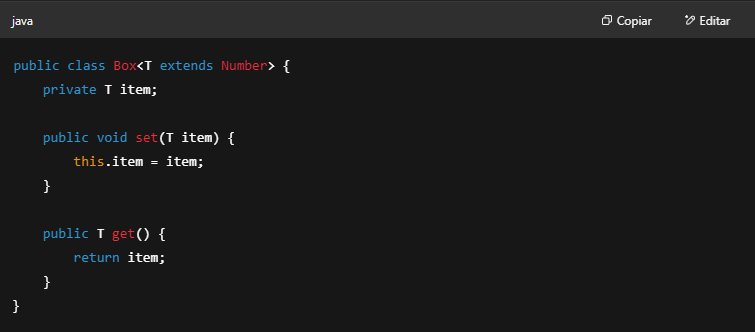 java Copiar Editar
public class Box<T extends Number> {
    private T item;

    public void set(T item) {
        this.item = item;
    }

    public T get() {
        return item;
    }
}